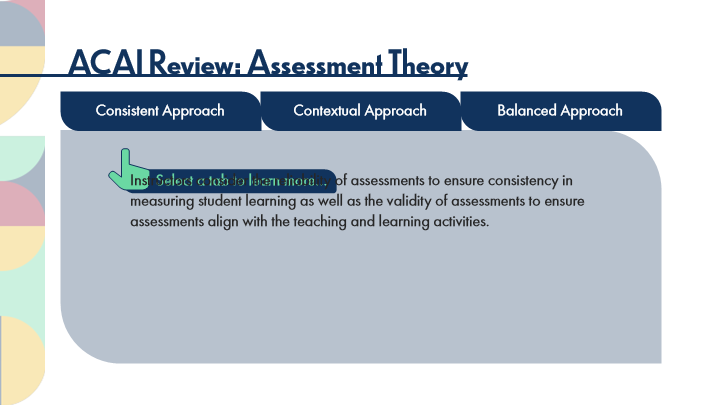 ACAI Review: Assessment Theory
Consistent Approach
Contextual Approach
Balanced Approach
Select a tab to learn more.
of assessments to ensure consistency in
measuring student learning as well as the validity of assessments to ensure
assessments align with the teaching and learning activities.